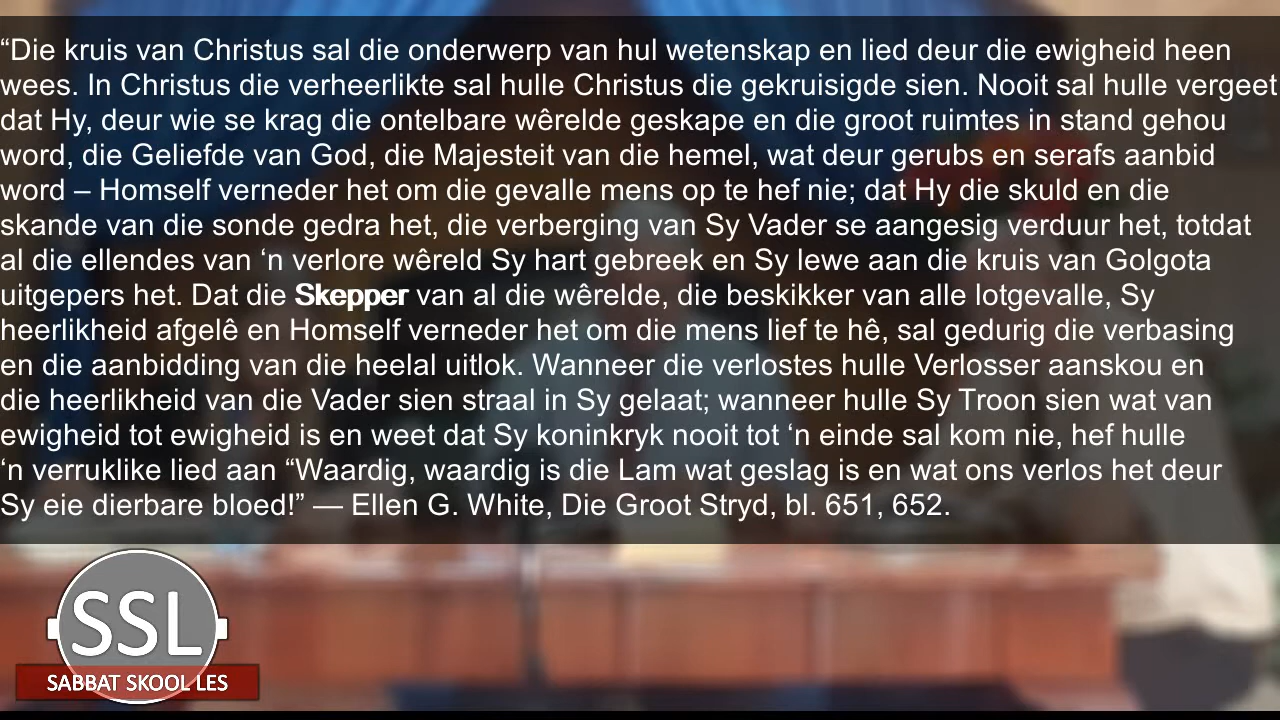 “Die kruis van Christus sal die onderwerp van hul wetenskap en lied deur die ewigheid heen
wees. In Christus die verheerlikte sal hulle Christus die gekruisigde sien. Nooit sal hulle vergeet
dat Hy, deur wie se krag die ontelbare wêrelde geskape en die groot ruimtes in stand gehou
word, die Geliefde van God, die Majesteit van die hemel, wat deur gerubs en serafs aanbid
word – Homself verneder het om die gevalle mens op te hef nie; dat Hy die skuld en die
skande van die sonde gedra het, die verberging van Sy Vader se aangesig verduur het, totdat
al die ellendes van ‘n verlore wêreld Sy hart gebreek en Sy lewe aan die kruis van Golgota
uitgepers het. Dat die Skepper van al die wêrelde, die beskikker van alle lotgevalle, Sy
heerlikheid afgelê en Homself verneder het om die mens lief te hê, sal gedurig die verbasing
en die aanbidding van die heelal uitlok. Wanneer die verlostes hulle Verlosser aanskou en
die heerlikheid van die Vader sien straal in Sy gelaat; wanneer hulle Sy Troon sien wat van
ewigheid tot ewigheid is en weet dat Sy koninkryk nooit tot ‘n einde sal kom nie, hef hulle
‘n verruklike lied aan “Waardig, waardig is die Lam wat geslag is en wat ons verlos het deur
Sy eie dierbare bloed!” — Ellen G. White, Die Groot Stryd, bl. 651, 652.
SSL
SABBAT SKOOL LES